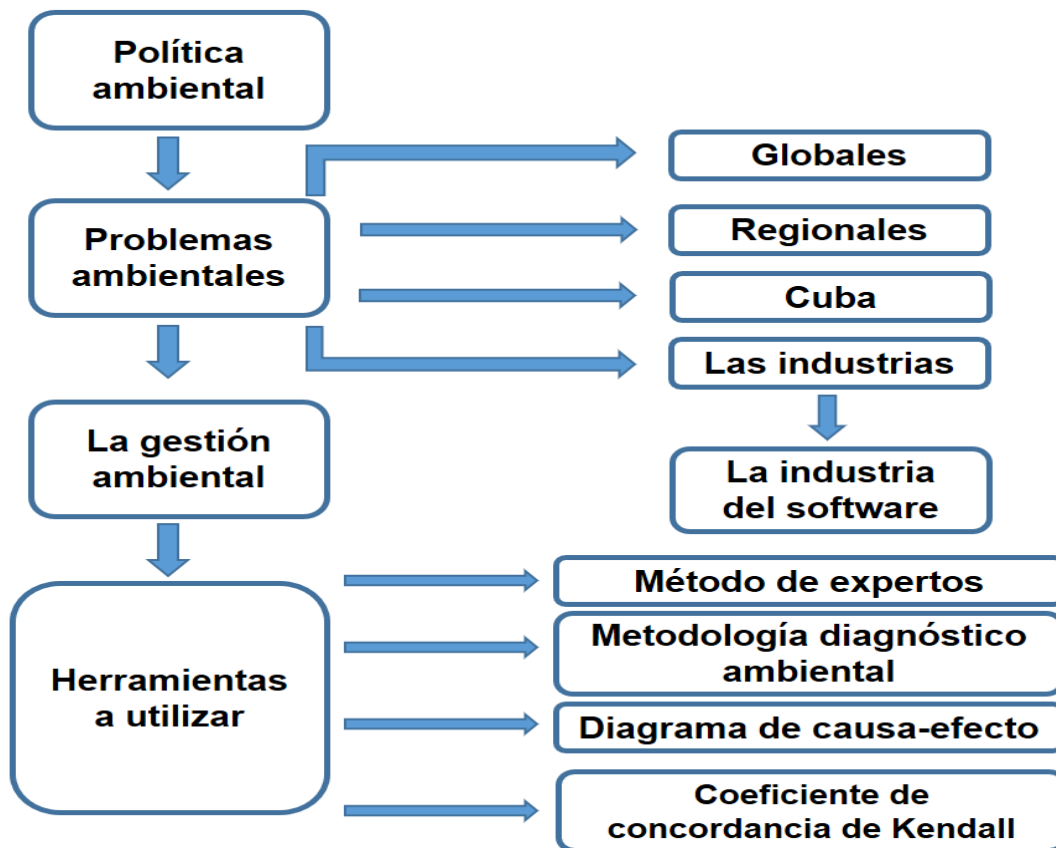 Política
ambiental
Globales
Problemas
ambientales
Regionales
Cuba
Las industrias
La gestión
ambiental
La industria
del software
Herramientas
a utilizar
Método de expertos
Metodología diagnóstico
ambiental
Diagrama de causa-efecto
Coeficiente de
concordancia de Kendall